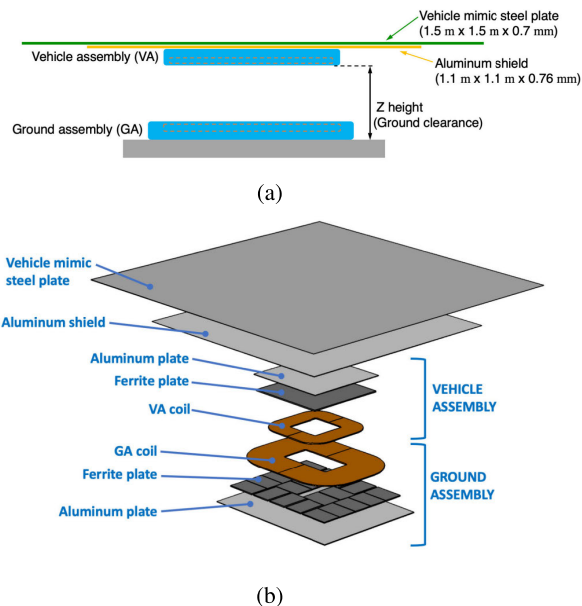 Vehicle mimic steel plate
(1.5 m x 1.5 m x 0.7 mm)
Vehicle assembly (VA)
Aluminum shield
(1.1 m x 1.1 m x 0.76 mm)
Z height
(Ground clearance)
Ground assembly (GA)
(a)
Vehicle mimic
steel plate
Aluminum shield
Aluminum plate
Ferrite plate
VA coil
VEHICLE
ASSEMBLY
GA coil
Ferrite plate
Aluminum plate
GROUND
ASSEMBLY
(b)